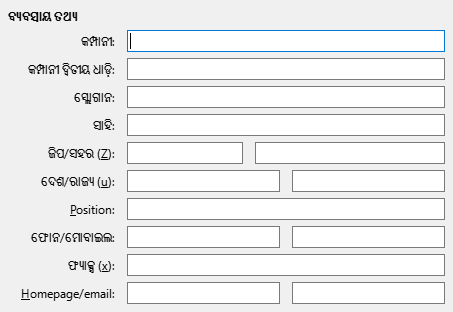 ବ୍ୟବସାୟ ତଥ୍ୟ
କମ୍ପାନୀ:
କମ୍ପାନୀ ଦ୍ୱିତୀୟ ଧାଡ଼ି:
ସ୍ଲୋଗାନ:
ସାହି:
ଜିପ/ସହର (Z):
ଦେଶ/ରାଜ୍ୟ (u):
Position:
ଫୋନ/ମୋବାଇଲ:
ଫ୍ୟାକ୍ସ (x):
Homepage/email: